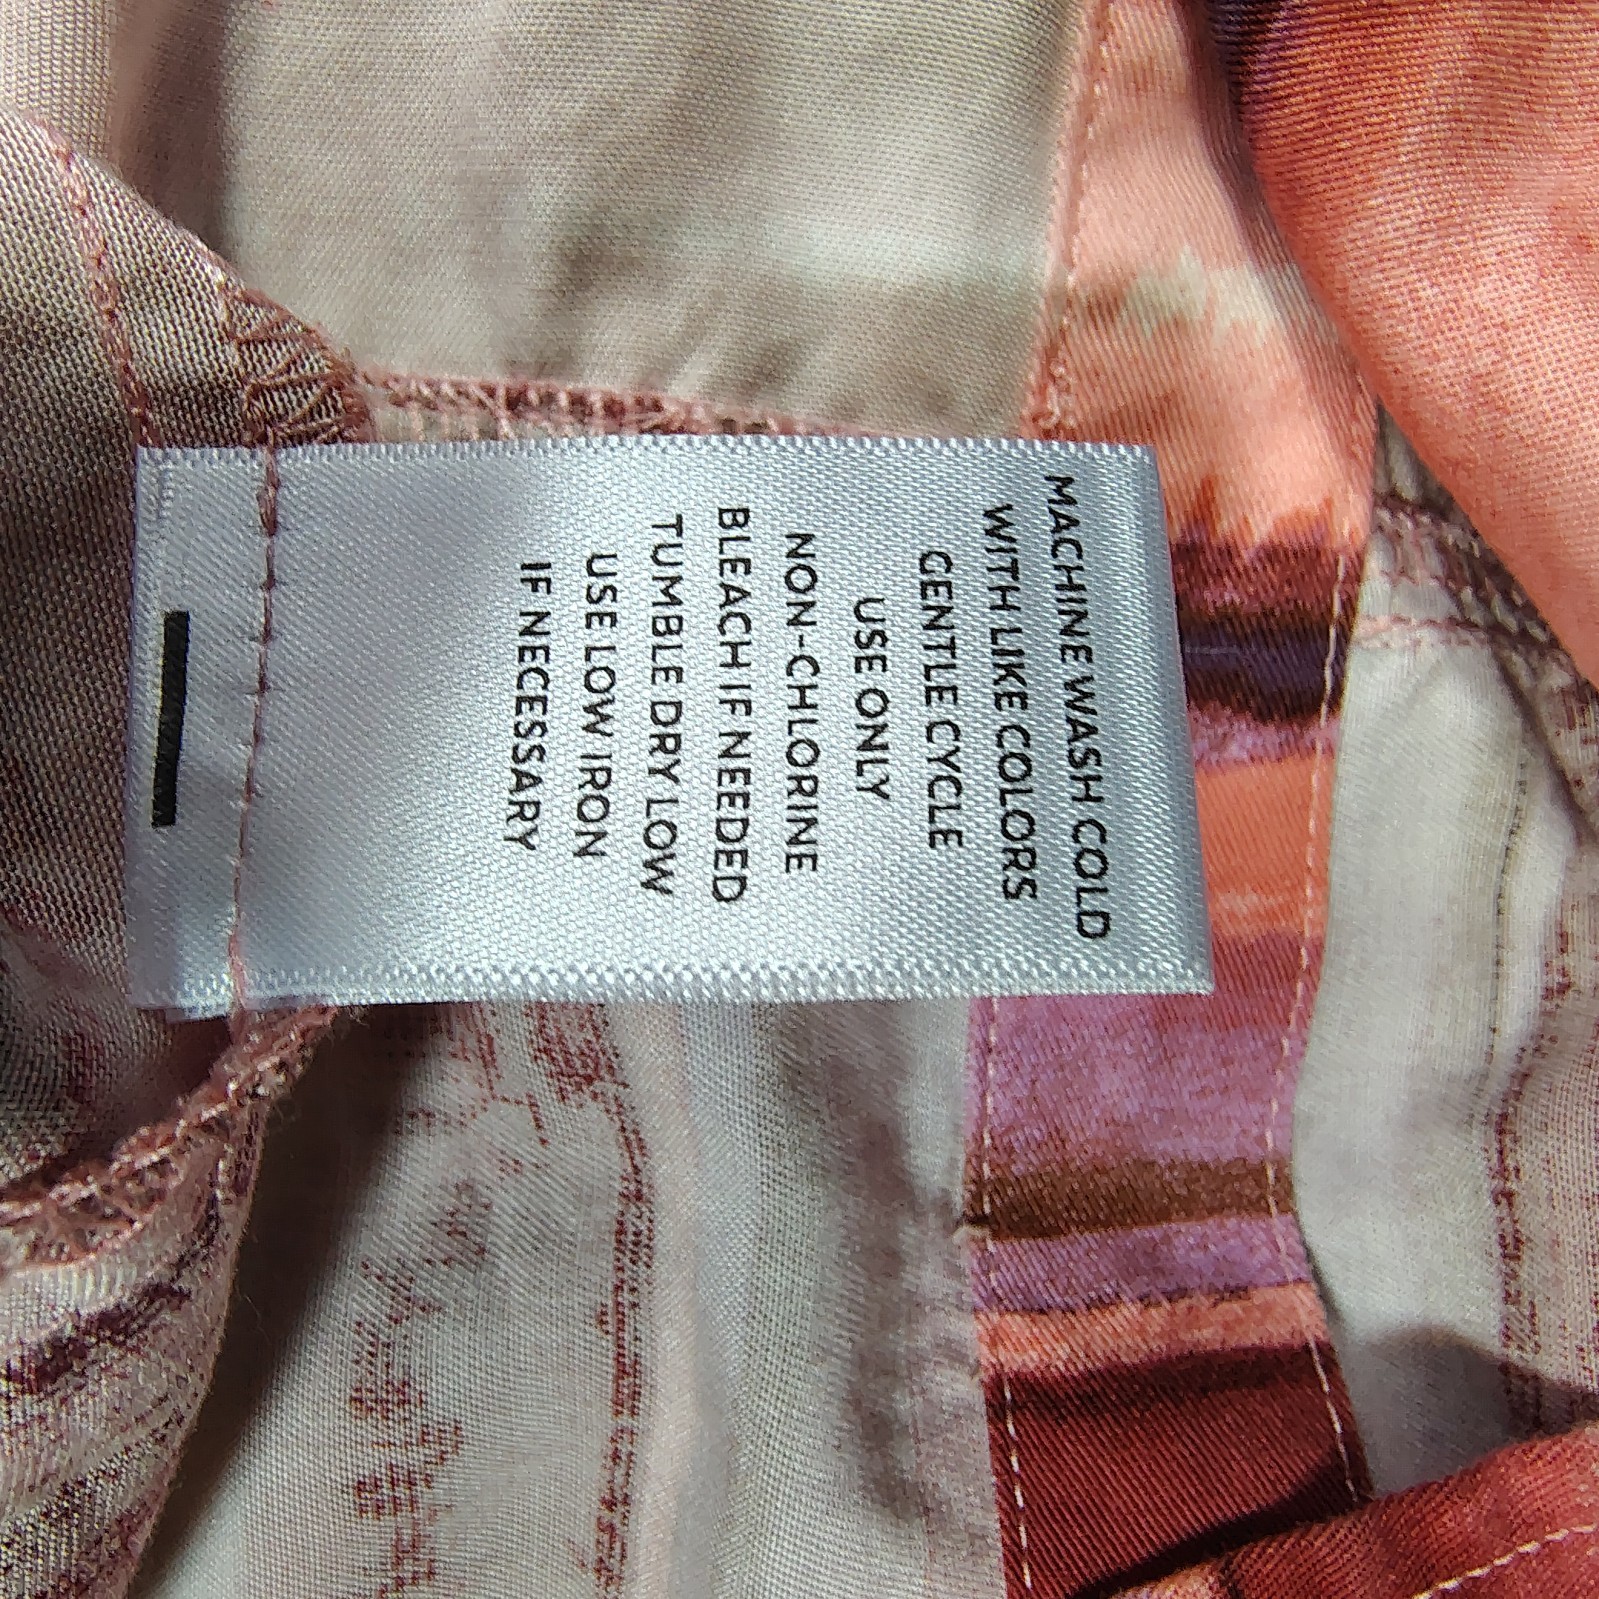 MACHINE WASH COLD
WITH LIKE COLORS
GENTLE CYCLE
USE ONLY
NON-CHLORINE
BLEACH IF NEEDED
TUMBLE DRY LOW
USE LOW IRON
IF NECESSARY